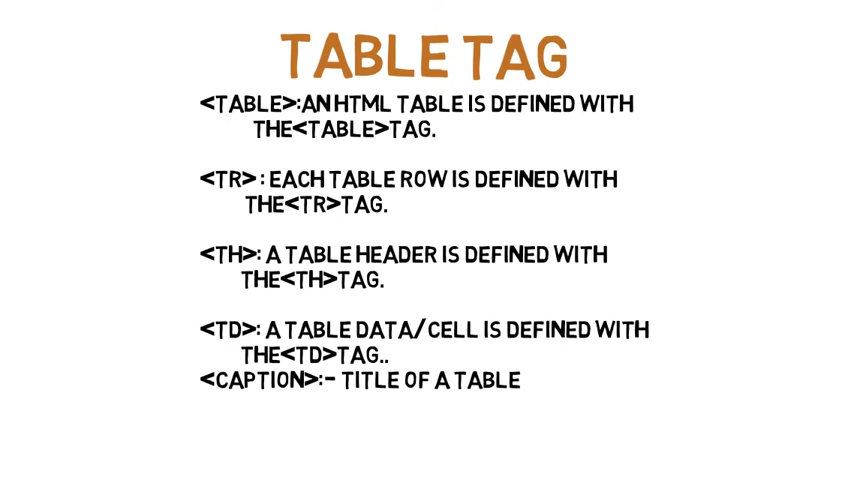 TABLE TAG
<TABLE>:AN HTML TABLE IS DEFINED WITH
THE<TABLE>TAG.
<TR> : EACH TABLE ROW IS DEFINED WITH
THE<TR>TAG.
<TH>: A TABLE HEADER IS DEFINED WITH
THE<TH>TAG.
<TD>: A TABLE DATA/CELL IS DEFINED WITH
THE<TD>TAG..
<CAPTION>:- TITLE OF A TABLE